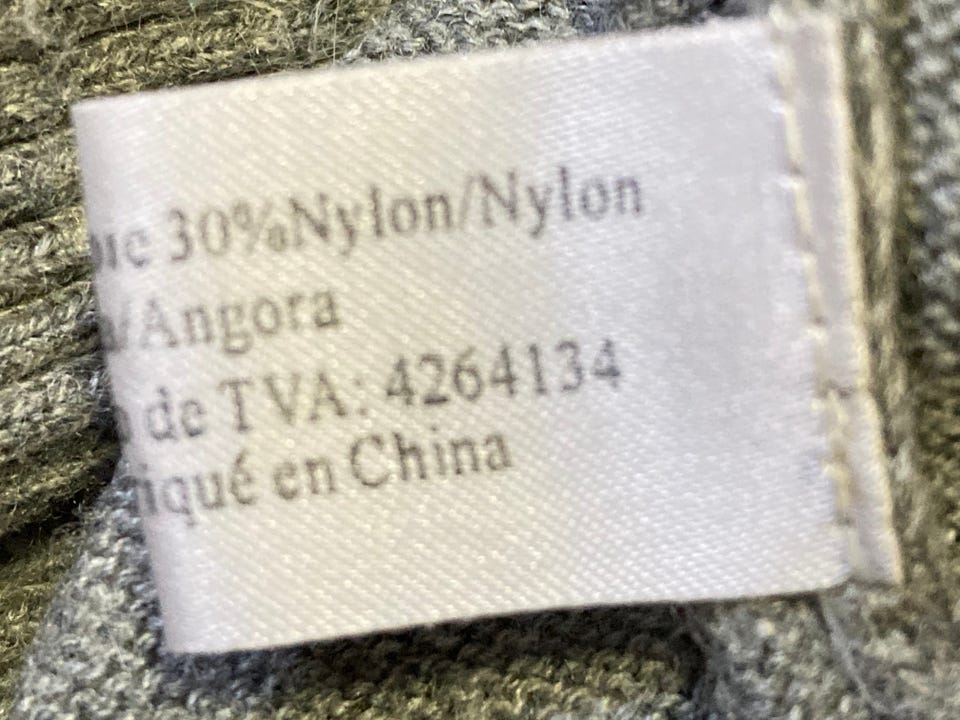 30%Nylon/Nylon
/Angora
de TVA: 4264134
iqué en China